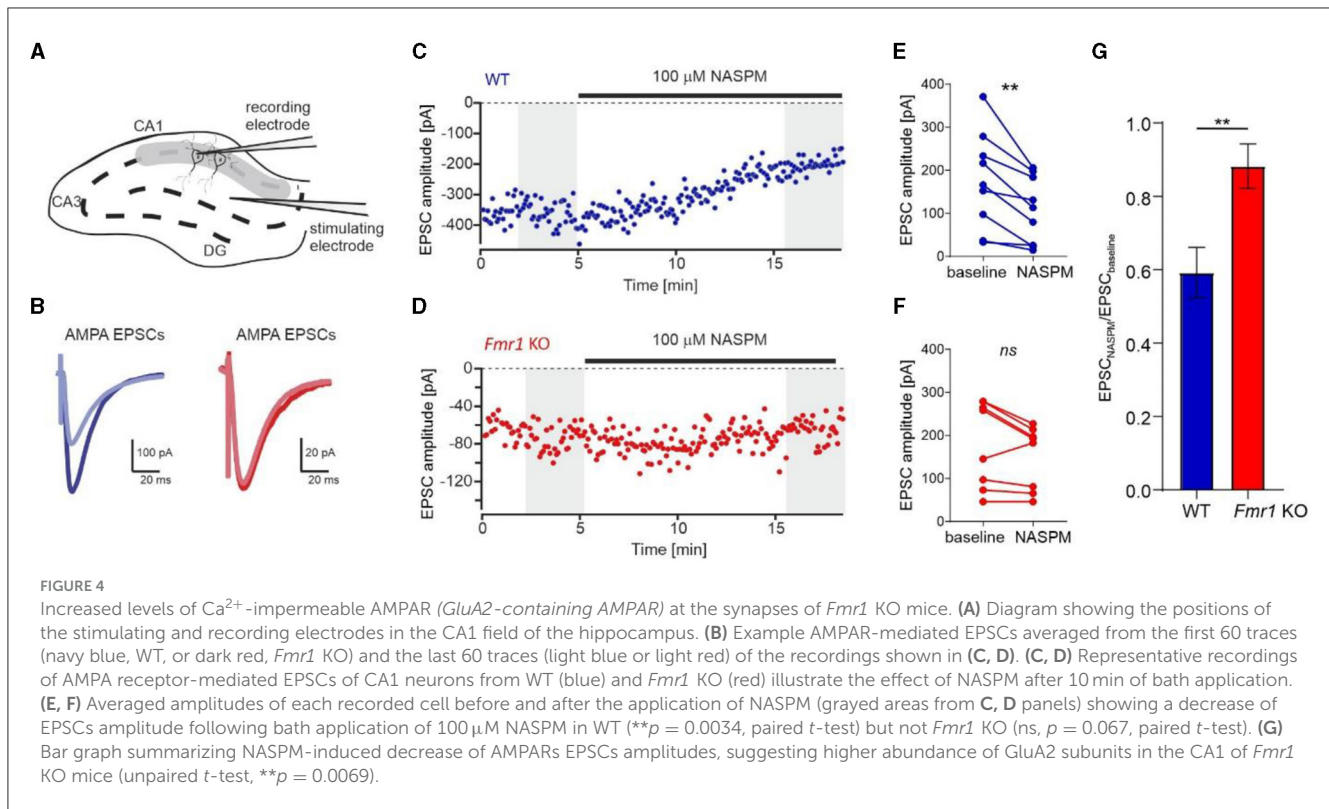 A
CA1
recording
electrode
CA3
DG
stimulating
electrode
B
AMPA EPSCs
100 pA
20 ms
AMPA EPSCs
20 pA
20 ms
C
WT
100 µM NASPM
EPSC amplitude [pA]
0
-100
-200
-300
-400
0
5
10
15
Time [min]
D
Fmr1 KO
100 µM NASPM
EPSC amplitude [pA]
0
-40
-80
-120
0
5
10
15
Time [min]
E
**
EPSC amplitude [pA]
400
300
200
100
0
baseline
NASPM
F
ns
EPSC amplitude [pA]
400
300
200
100
0
baseline
NASPM
G
**
EPSCNASPM/EPSCbaseline
1.0
0.8
0.6
0.4
0.2
0.0
WT
Fmr1 KO
FIGURE 4
Increased levels of Ca2+-impermeable AMPAR (GluA2-containing AMPAR) at the synapses of Fmr1 KO mice. (A) Diagram showing the positions of
the stimulating and recording electrodes in the CA1 field of the hippocampus. (B) Example AMPAR-mediated EPSCs averaged from the first 60 traces
(navy blue, WT, or dark red, Fmr1 KO) and the last 60 traces (light blue or light red) of the recordings shown in (C, D). (C, D) Representative recordings
of AMPA receptor-mediated EPSCs of CA1 neurons from WT (blue) and Fmr1 KO (red) illustrate the effect of NASPM after 10 min of bath application.
(E, F) Averaged amplitudes of each recorded cell before and after the application of NASPM (grayed areas from C, D panels) showing a decrease of
EPSCs amplitude following bath application of 100 µM NASPM in WT (**p = 0.0034, paired t-test) but not Fmr1 KO (ns, p = 0.067, paired t-test). (G)
Bar graph summarizing NASPM-induced decrease of AMPARs EPSCs amplitudes, suggesting higher abundance of GluA2 subunits in the CA1 of Fmr1
KO mice (unpaired t-test, **p = 0.0069).